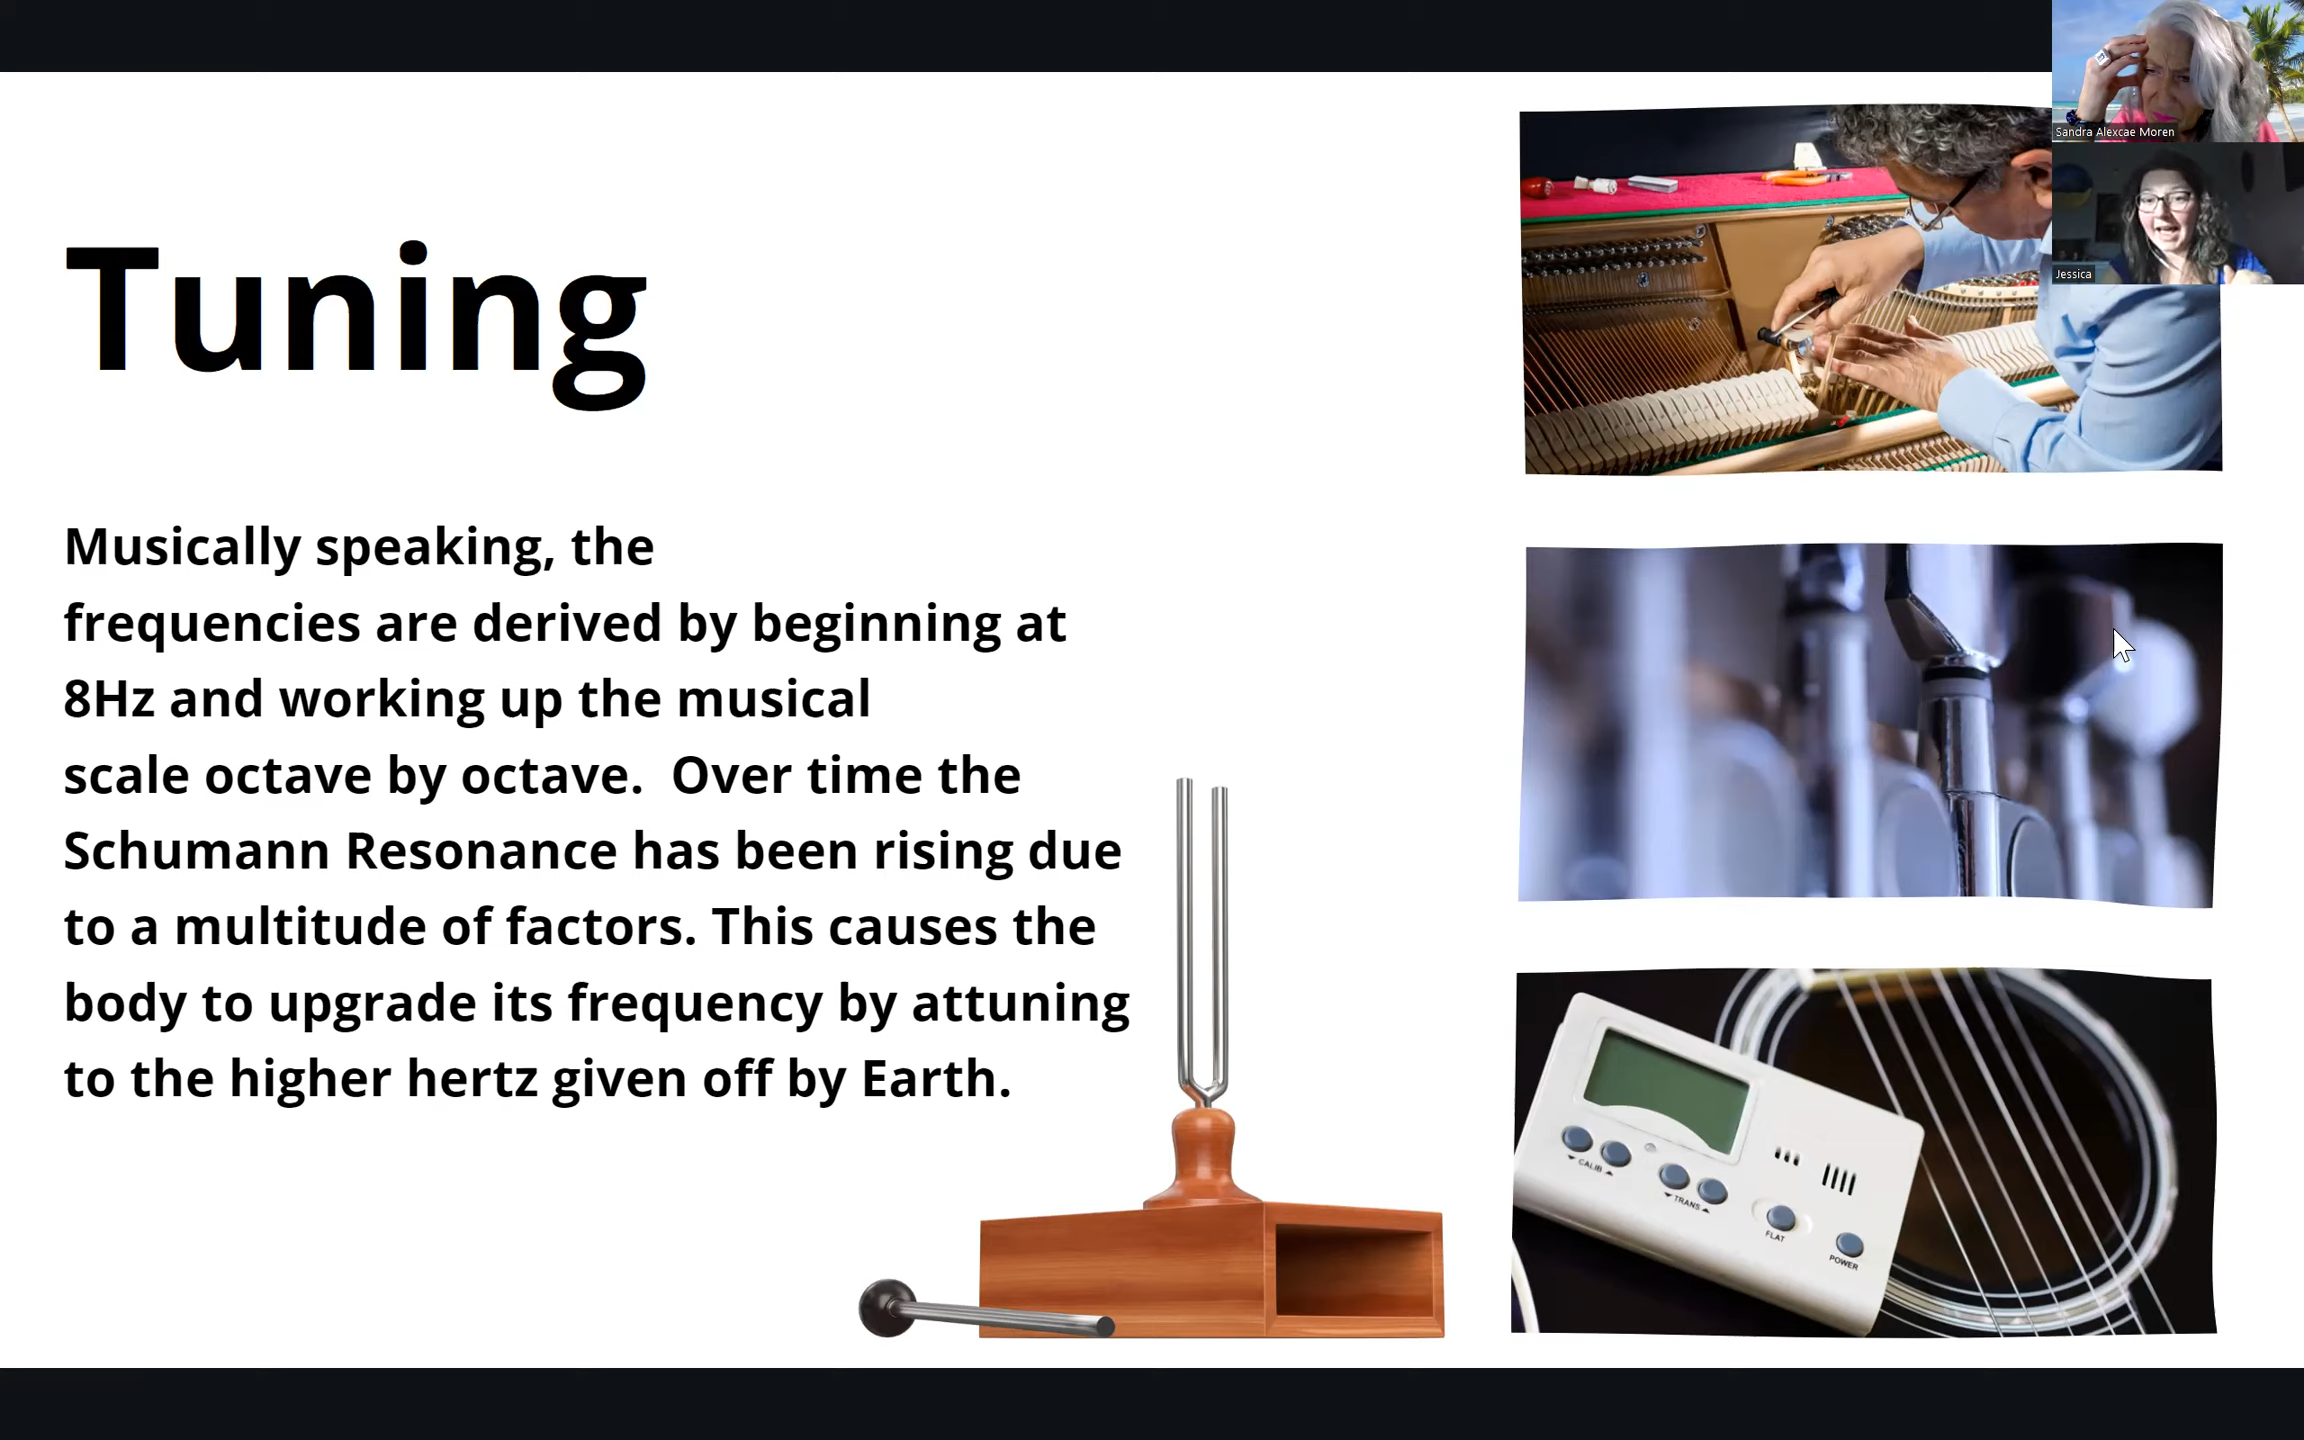 Tuning
Musically speaking, the
frequencies are derived by beginning at
8Hz and working up the musical
scale octave by octave.  Over time the
Schumann Resonance has been rising due
to a multitude of factors. This causes the
body to upgrade its frequency by attuning
to the higher hertz given off by Earth.
Sandra Alexcae Moren
Jessica
CALIB
TRANS
FLAT
POWER